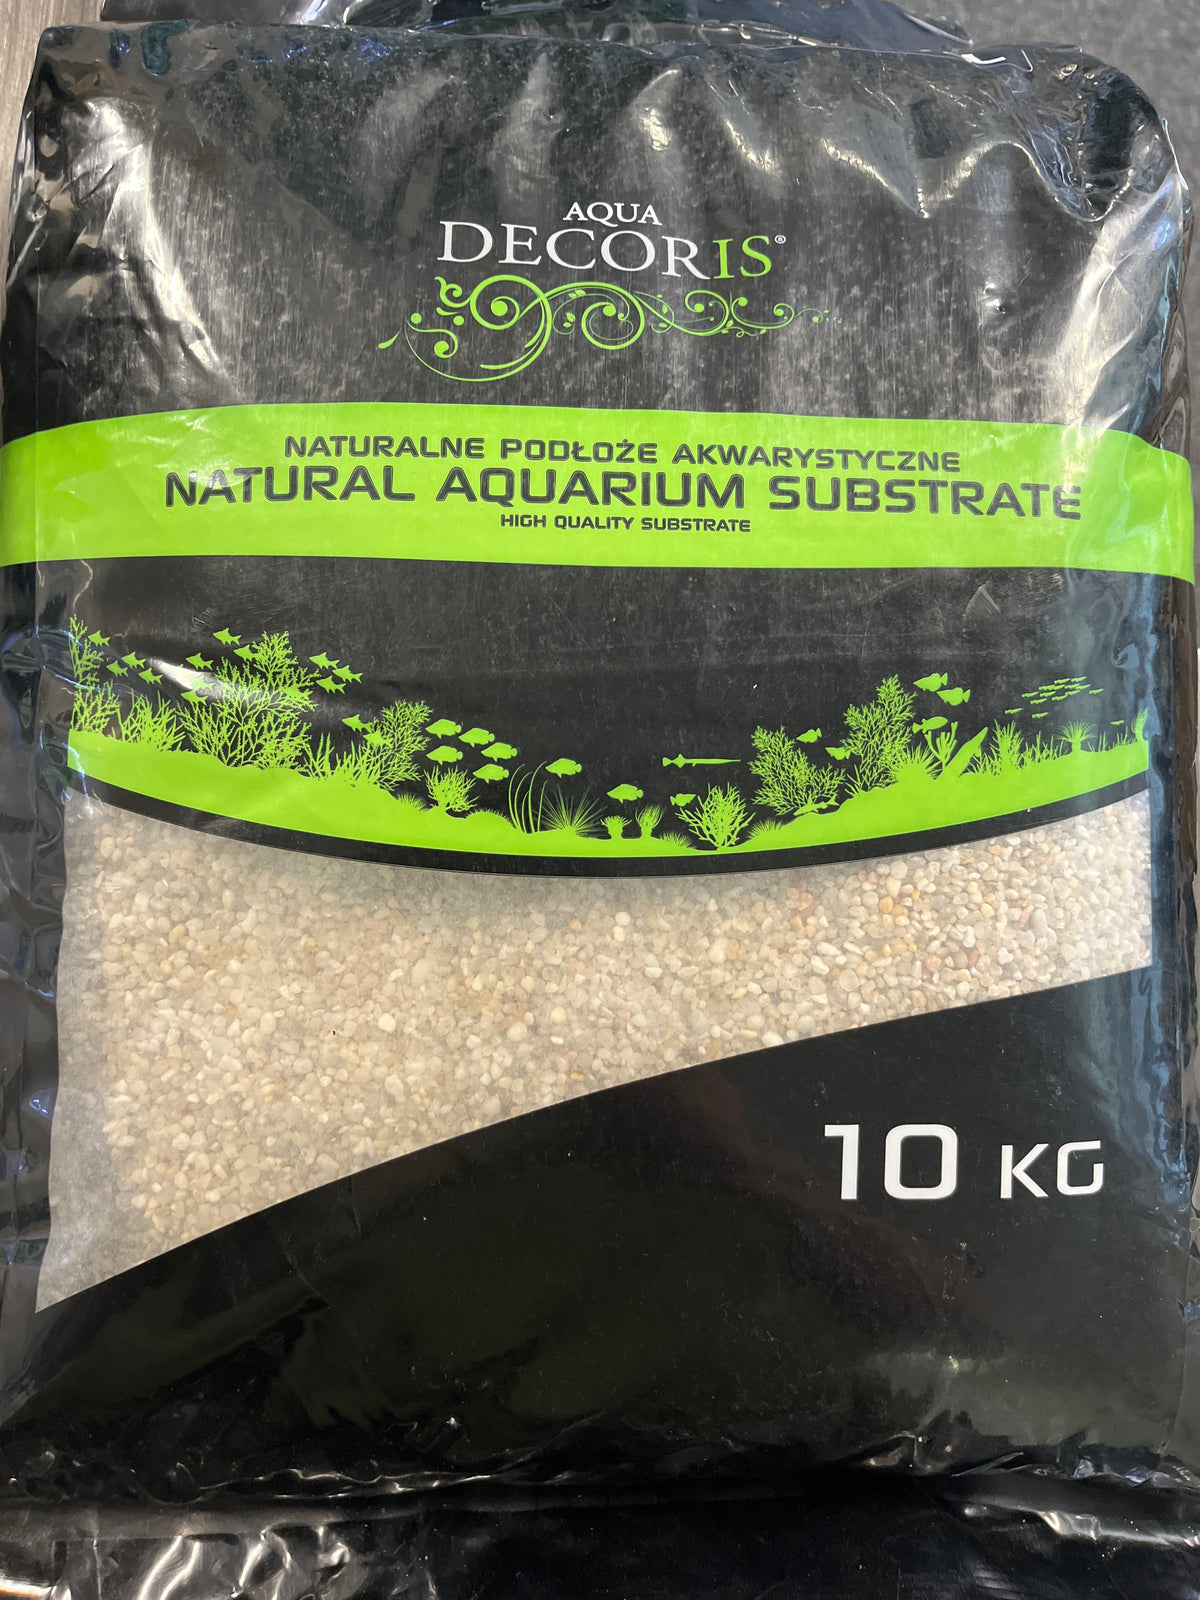 AQUA
DECORIS®
NATURALNE PODŁOŻE AKWARYSTYCZNE
NATURAL AQUARIUM SUBSTRATE
HIGH QUALITY SUBSTRATE
10 KG